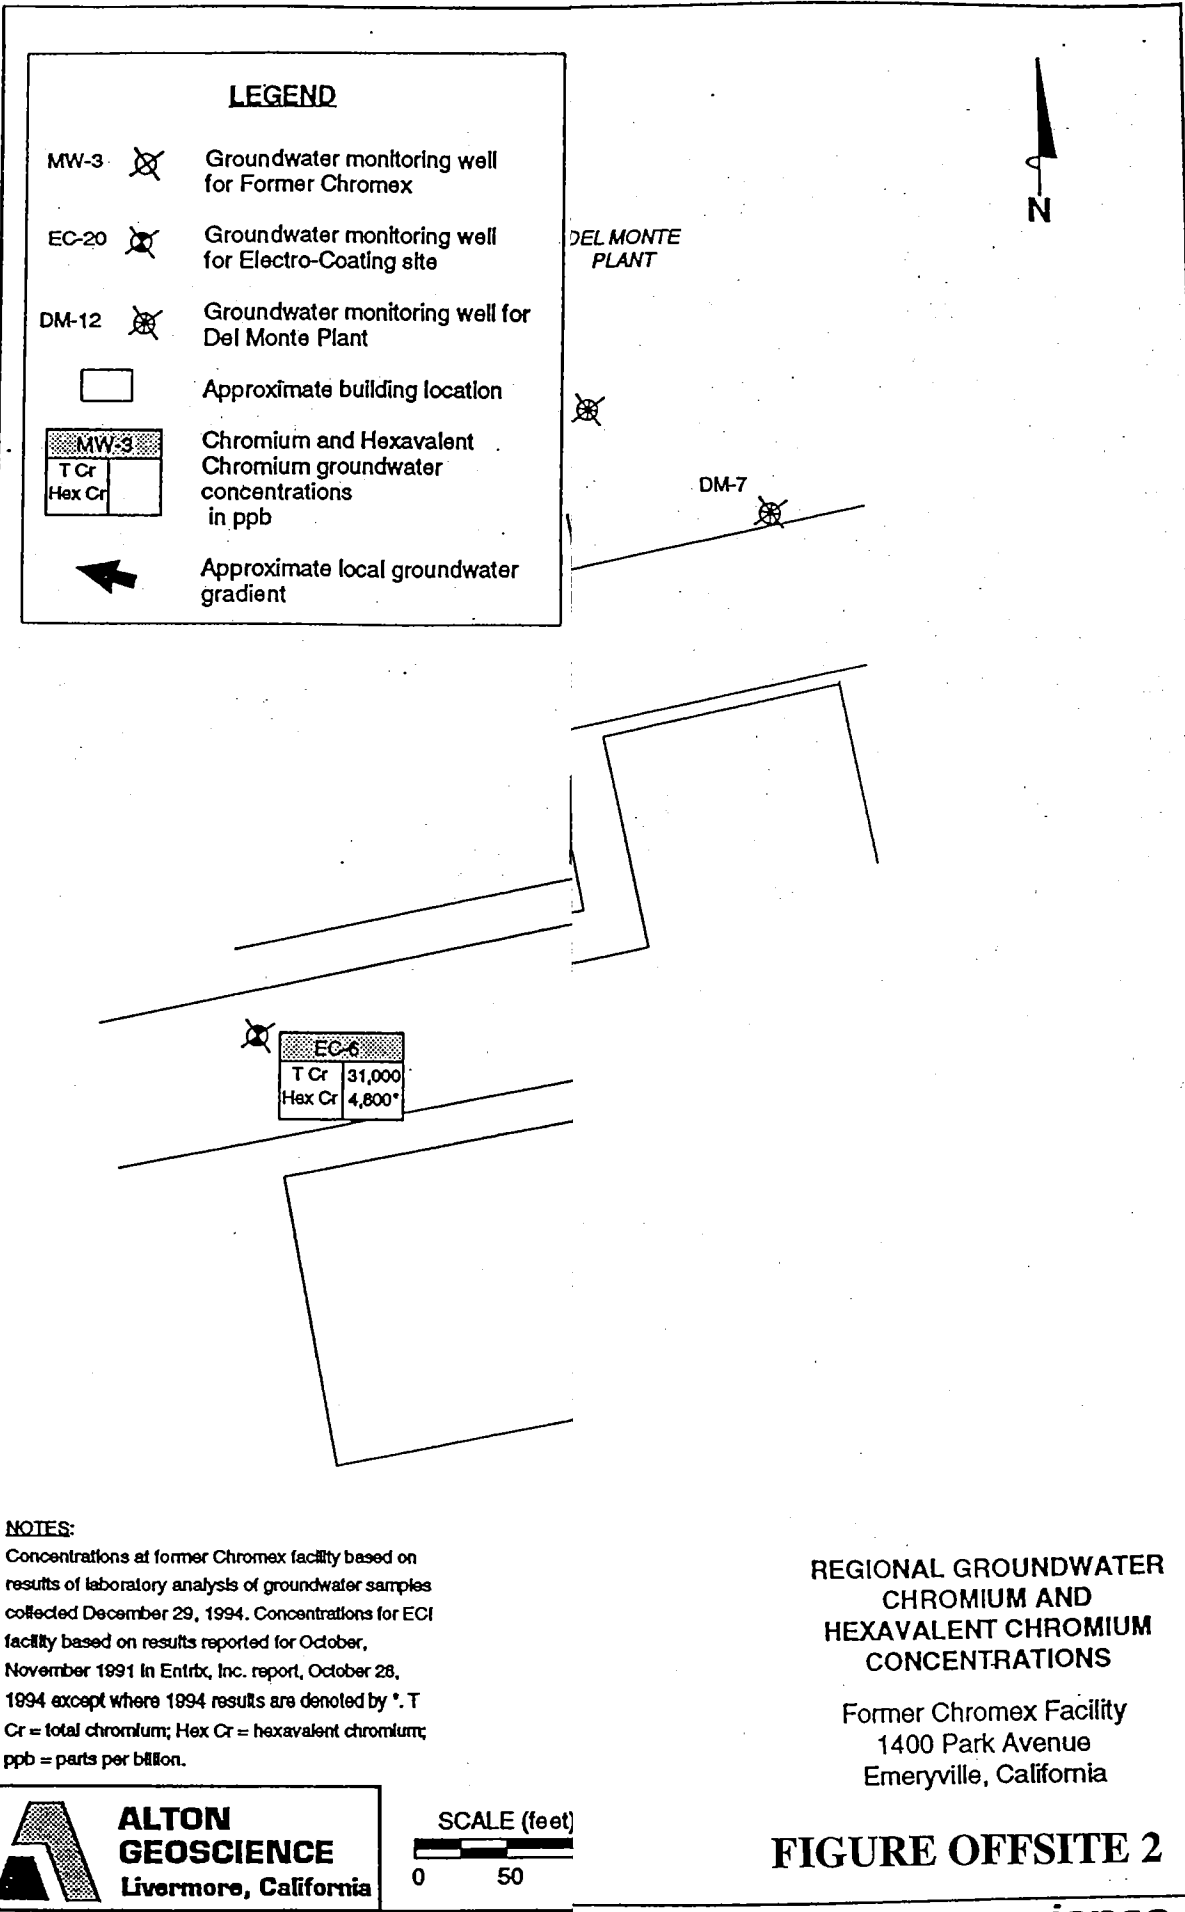 LEGEND
MW-3
Groundwater monitoring well
for Former Chromex
EC-20
Groundwater monitoring well
for Electro-Coating site
DM-12
Groundwater monitoring well for
Del Monte Plant
Approximate building location
MW-3
T Cr
Hex Cr
Chromium and Hexavalent
Chromium groundwater
concentrations
in ppb
Approximate local groundwater
gradient
N
DEL MONTE
PLANT
DM-7
EC-6
T Cr 31,000
Hex Cr 4,600*
NOTES:
Concentrations at former Chromex facility based on
results of laboratory analysis of groundwater samples
collected December 29, 1994. Concentrations for ECI
facility based on results reported for October,
November 1991 in Entrix, Inc. report, October 26,
1994 except where 1994 results are denoted by *. T
Cr = total chromium; Hex Cr = hexavalent chromium;
ppb = parts per billion.
ALTON
GEOSCIENCE
Livermore, California
SCALE (feet)
0 50
REGIONAL GROUNDWATER
CHROMIUM AND
HEXAVALENT CHROMIUM
CONCENTRATIONS
Former Chromex Facility
1400 Park Avenue
Emeryville, California
FIGURE OFFSITE 2